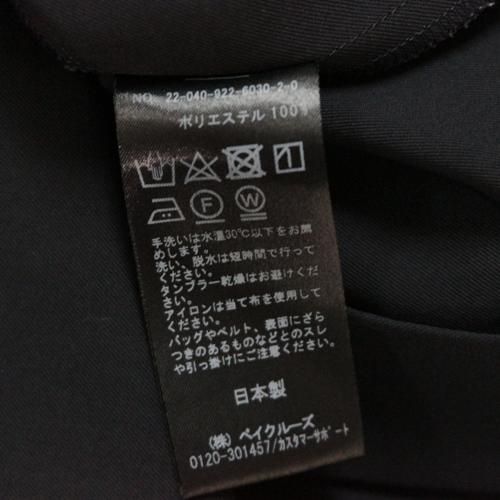 NO. 22-040-922-6030-2-0
ポリエステル 100%
F W
手洗いは水温30℃以下をお薦
めします。
洗い、脱水は短時間で行って
ください。
タンブラー乾燥はお避けくだ
さい。
アイロンは当て布を使用して
ください。
バッグやベルト、表面にざら
つきのあるものなどとのスレ
や引っ掛けにご注意ください。
日本製
(株) ベイクルーズ
0120-301457/カスタマーサポート